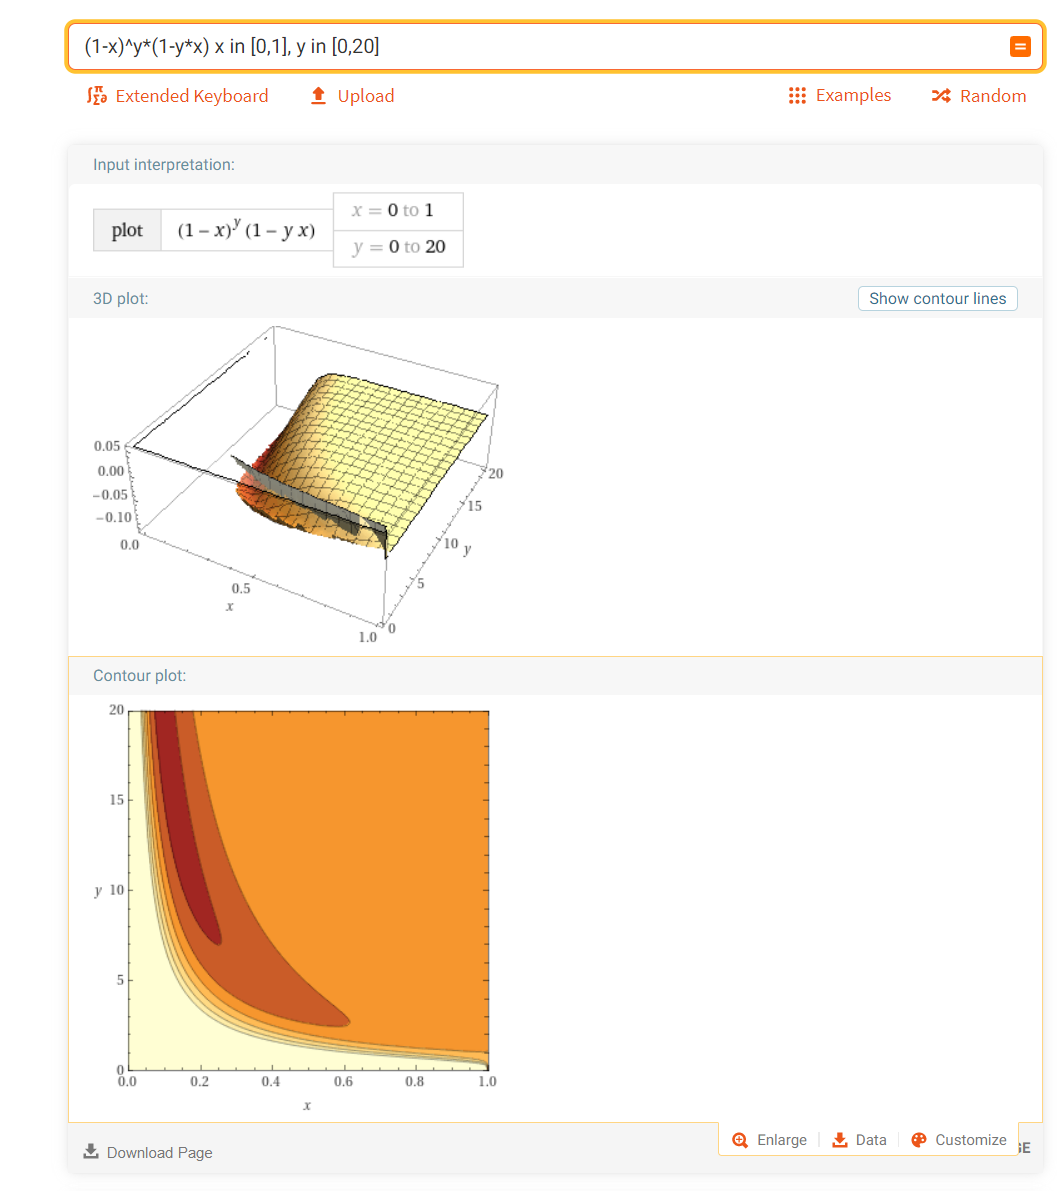 (1-x)^y*(1-y*x) x in [0,1], y in [0,20]
Extended Keyboard Upload Examples Random
Input interpretation:
plot (1 – x)^y (1 – y x) x = 0 to 1
y = 0 to 20
3D plot: Show contour lines
0.05
0.00
−0.05
−0.10
0.0
0.5
x
1.0
0
5
10
y
15
20
Contour plot:
20
15
y 10
5
0
0.0 0.2 0.4 0.6 0.8 1.0
x
Enlarge Data Customize
Download Page